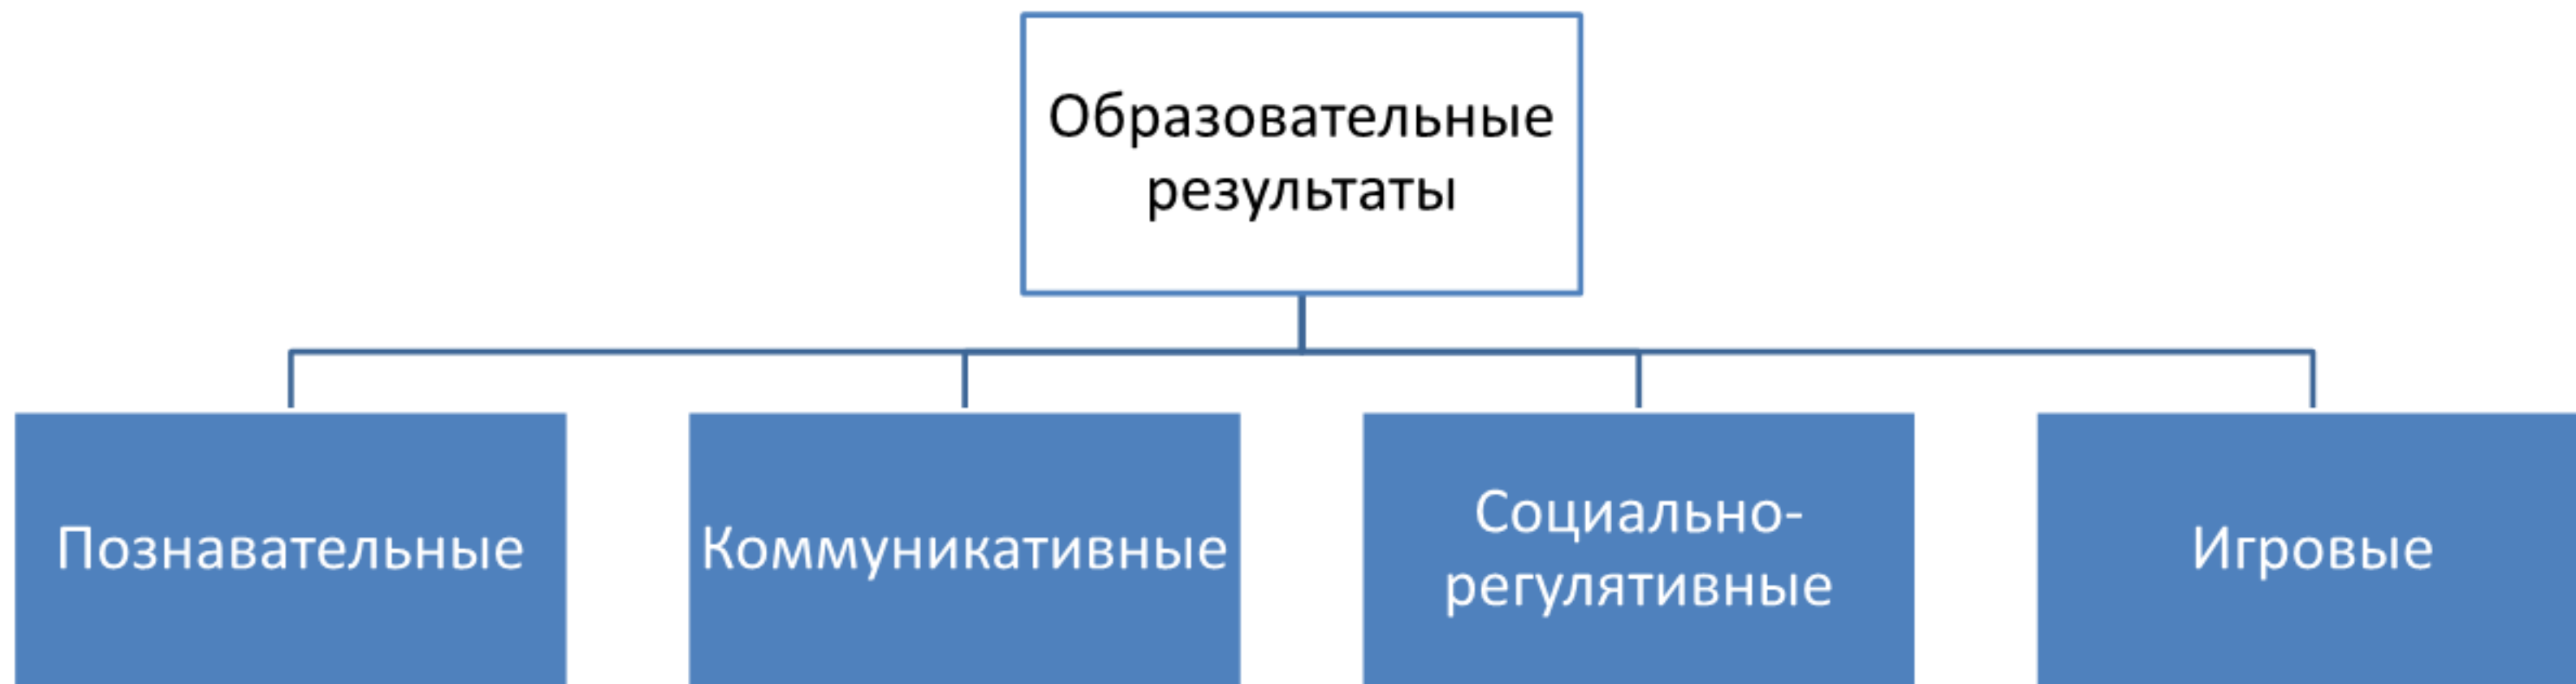 Образовательные
результаты
Познавательные
Коммуникативные
Социально-
регулятивные
Игровые